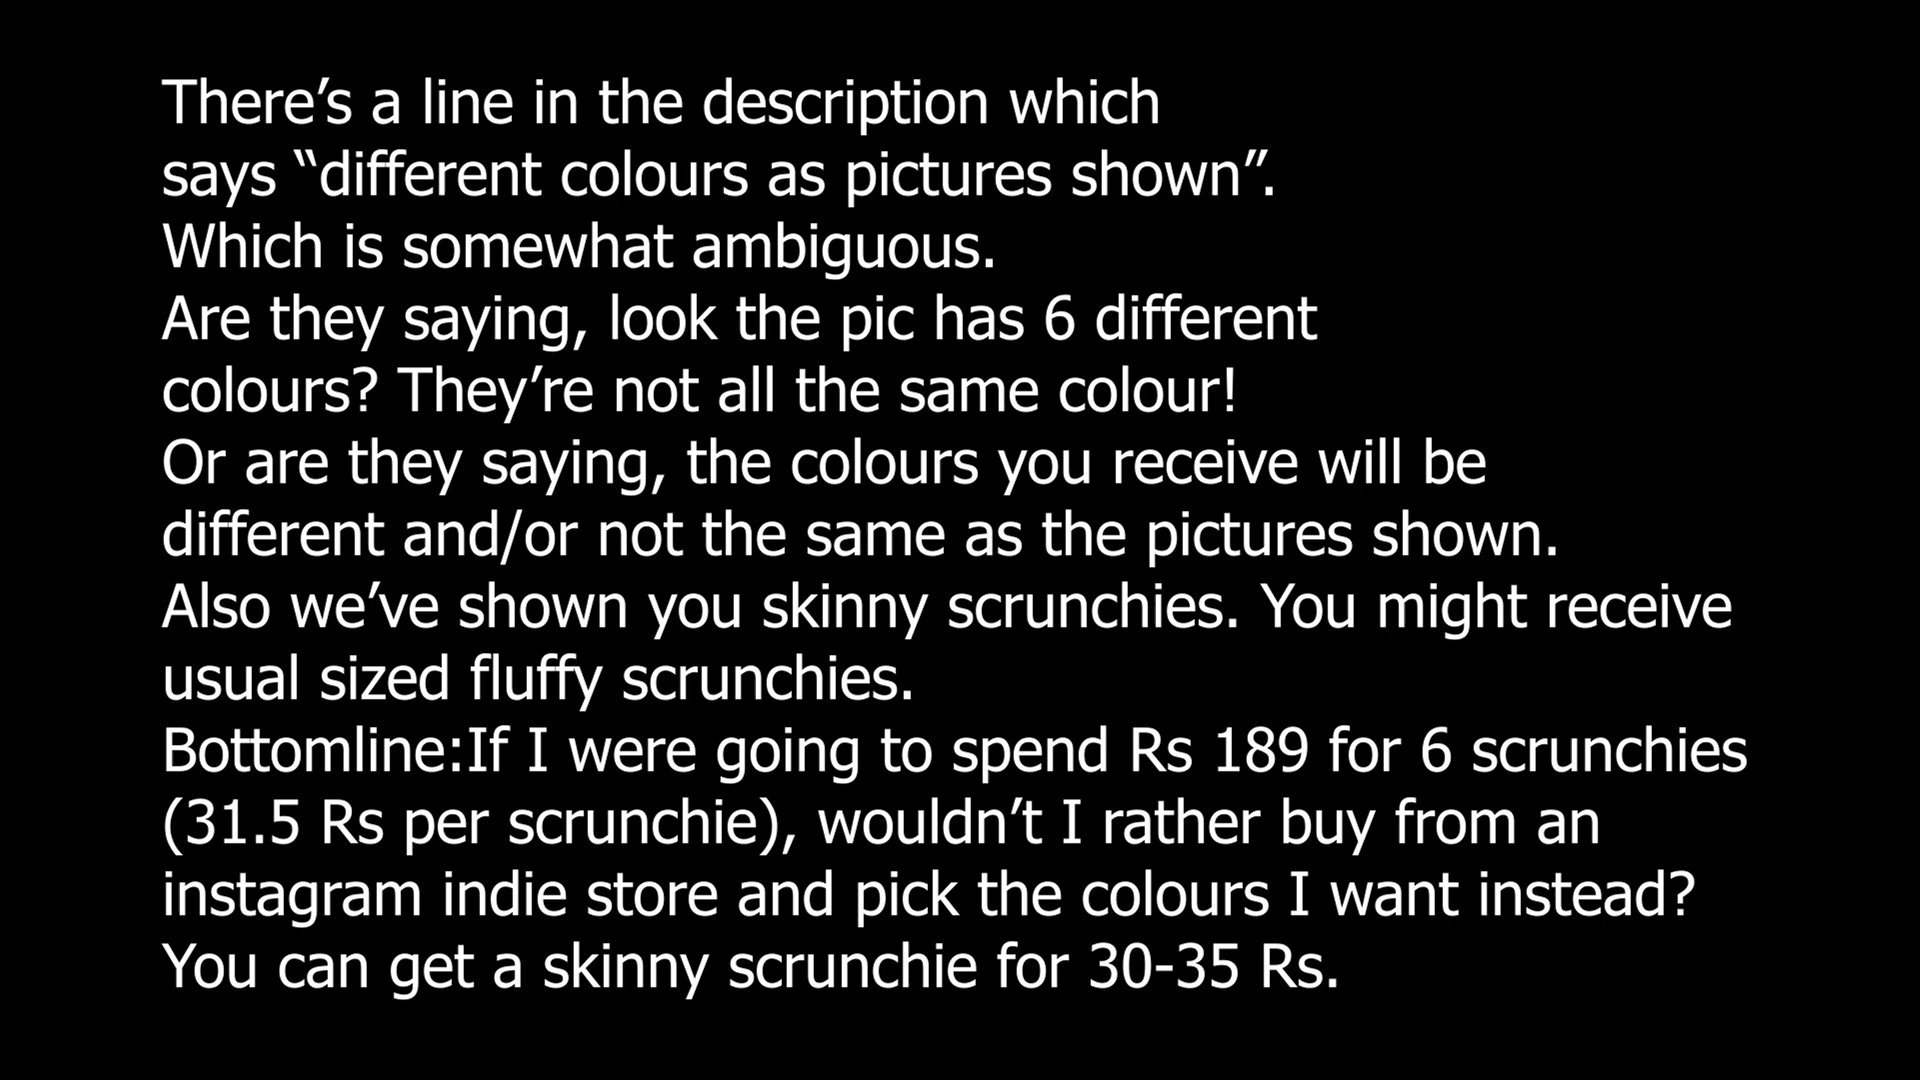 There’s a line in the description which
says “different colours as pictures shown”.
Which is somewhat ambiguous.
Are they saying, look the pic has 6 different
colours? They’re not all the same colour!
Or are they saying, the colours you receive will be
different and/or not the same as the pictures shown.
Also we’ve shown you skinny scrunchies. You might receive
usual sized fluffy scrunchies.
Bottomline:If I were going to spend Rs 189 for 6 scrunchies
(31.5 Rs per scrunchie), wouldn’t I rather buy from an
instagram indie store and pick the colours I want instead?
You can get a skinny scrunchie for 30-35 Rs.